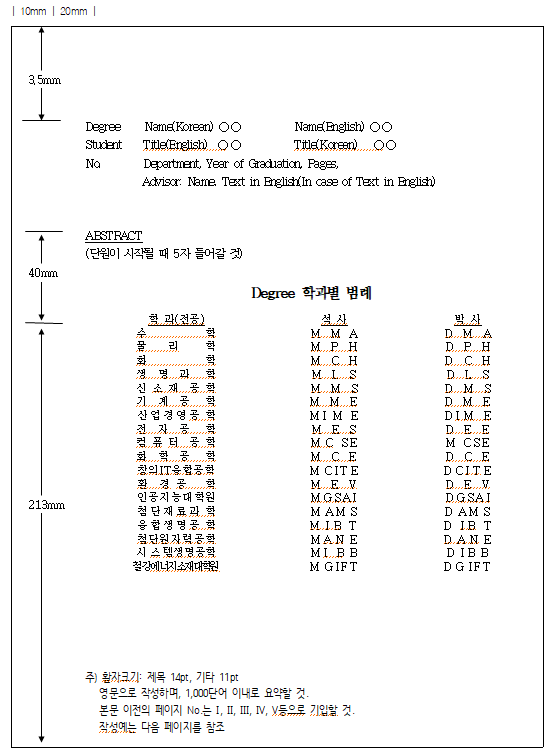 | 10mm | 20mm |
3.5mm
Degree Name(Korean) ○○ Name(English) ○○
Student Title(English) ○○ Title(Korean) ○○
No. Department, Year of Graduation, Pages,
Advisor: Name. Text in English(In case of Text in English)
ABSTRACT
(단원이 시작될 때 5자 들어갈 것)
40mm
Degree 학과별 범례
학 과(전공) 석 사 박 사
수 학 M M A D M A
물 리 학 M P H D P H
화 학 M C H D C H
생 명 과 학 M L S D L S
신 소 재 공 학 M M S D M S
기 계 공 학 M M E D M E
산업경영공학 M I M E D I M E
전 자 공 학 M E S D E E
컴 퓨 터 공 학 M C SE M CSE
화 학 공 학 M C E D C E
창의IT융합공학 M CITE D CITE
환 경 공 학 M E V D E V
인공지능대학원 M GSAI D GSAI
첨단재료과학 M AMS D AMS
융합생명공학 M I B T D I B T
첨단원자력공학 M ANE D ANE
시스템생명공학 M I B B D I B B
철강에너지소재대학원 M GIFT D GIFT
213mm
주) 활자크기: 제목 14pt, 기타 11pt
영문으로 작성하며, 1,000단어 이내로 요약할 것.
본문 이전의 페이지 No.는 I, II, III, IV, V등으로 기입할 것.
작성예는 다음 페이지를 참조